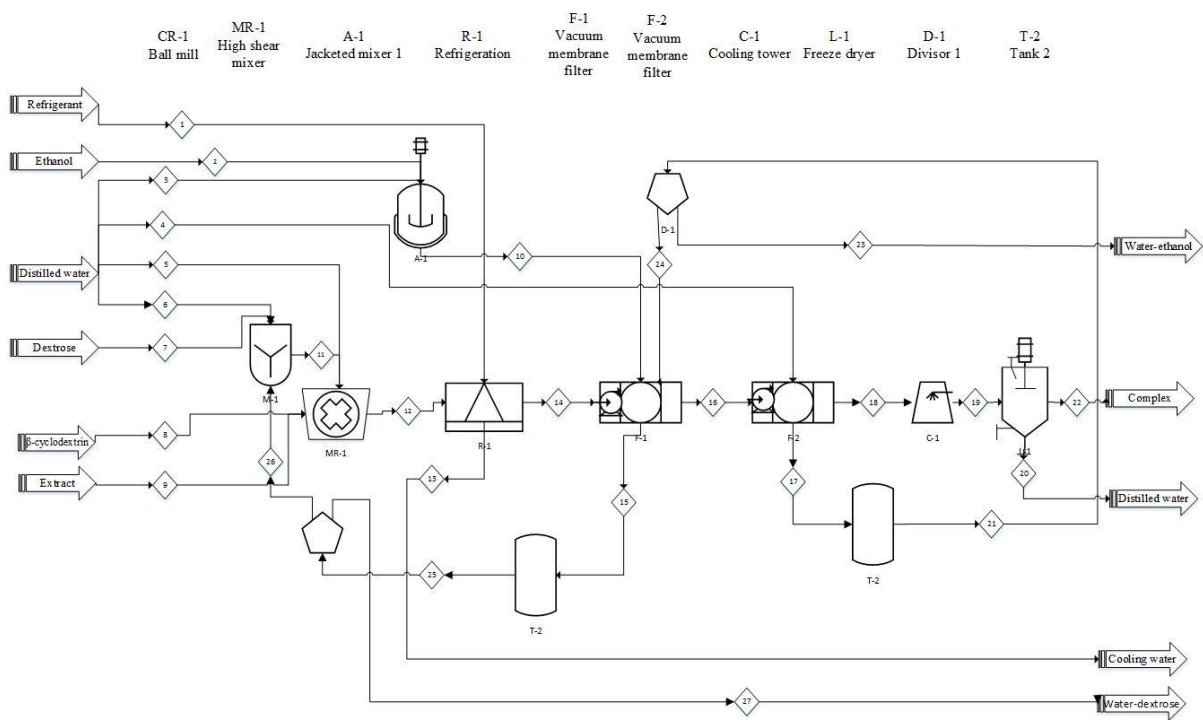 CR-1
Ball mill
MR-1
High shear
mixer
A-1
Jacketed mixer 1
R-1
Refrigeration
F-1
Vacuum
membrane
filter
F-2
Vacuum
membrane
filter
C-1
Cooling tower
L-1
Freeze dryer
D-1
Divisor 1
T-2
Tank 2
Refrigerant
1
Ethanol
2
3
4
D-1
23
Water-ethanol
A-1
10
24
Distilled water
5
6
Dextrose
7
11
M-1
12
14
16
18
19
22
Complex
MR-1
R-1
F-1
F-2
C-1
β-cyclodextrin
8
26
20
Extract
9
13
15
17
Distilled water
21
25
T-2
T-2
Cooling water
27
Water-dextrose